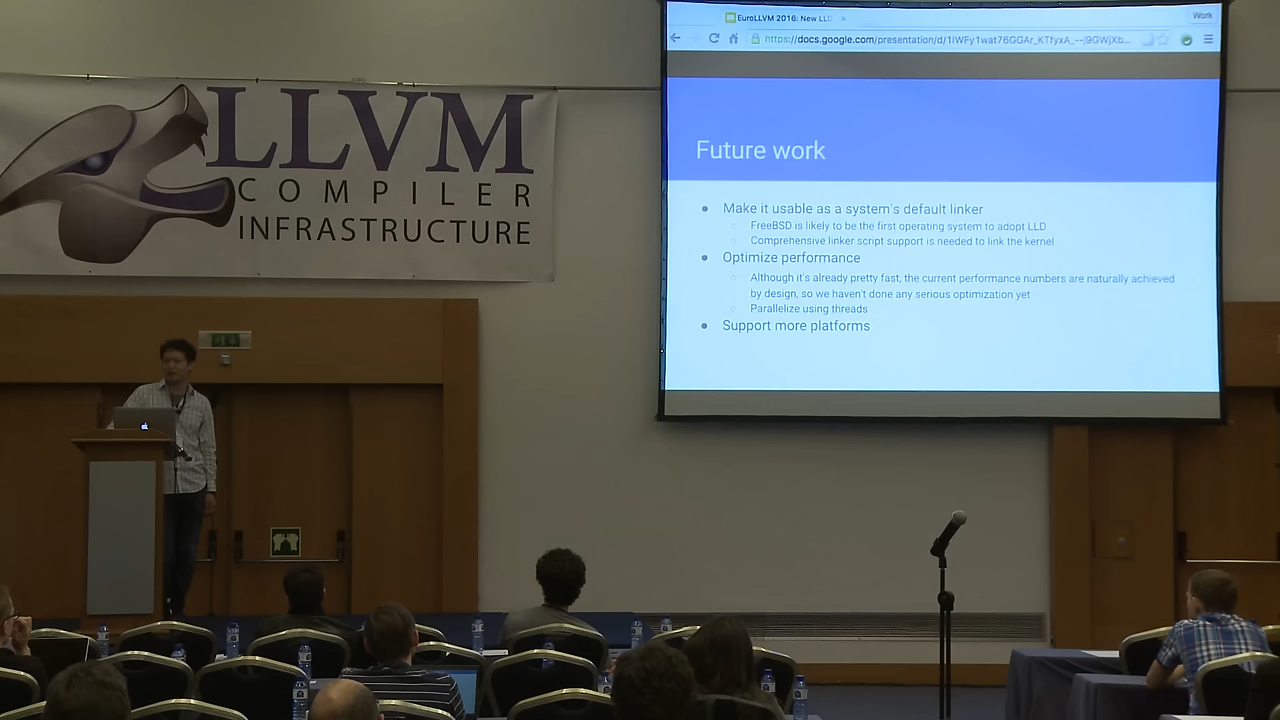 LLVM
COMPILER
INFRASTRUCTURE
EuroLLVM 2016: New LLD
Work
Future work
Make it usable as a system's default linker
FreeBSD is likely to be the first operating system to adopt LLD
Comprehensive linker script support is needed to link the kernel
Optimize performance
Although it's already pretty fast, the current performance numbers are naturally achieved
by design, so we haven't done any serious optimization yet
Parallelize using threads
Support more platforms